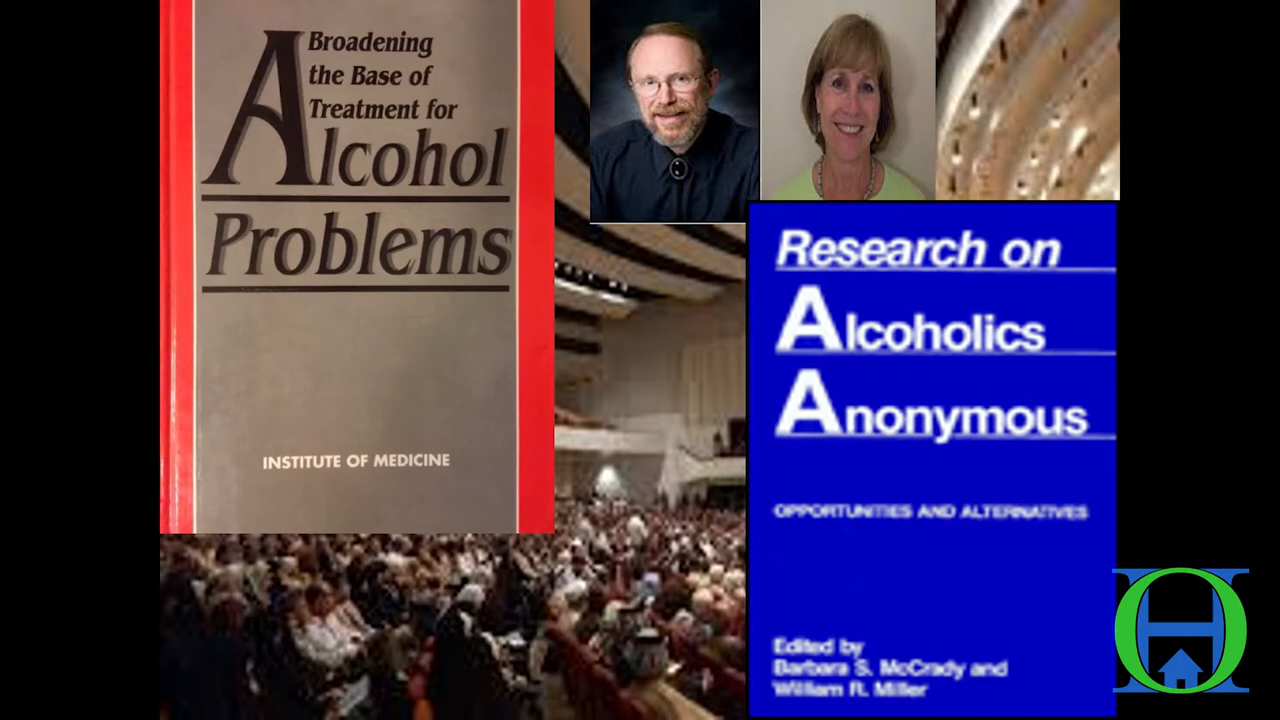 Broadening
the Base of
Treatment for
Alcohol
Problems
INSTITUTE OF MEDICINE
Research on
Alcoholics
Anonymous
OPPORTUNITIES AND ALTERNATIVES
Edited by
Barbara S. McCrady and
William R. Miller
OH